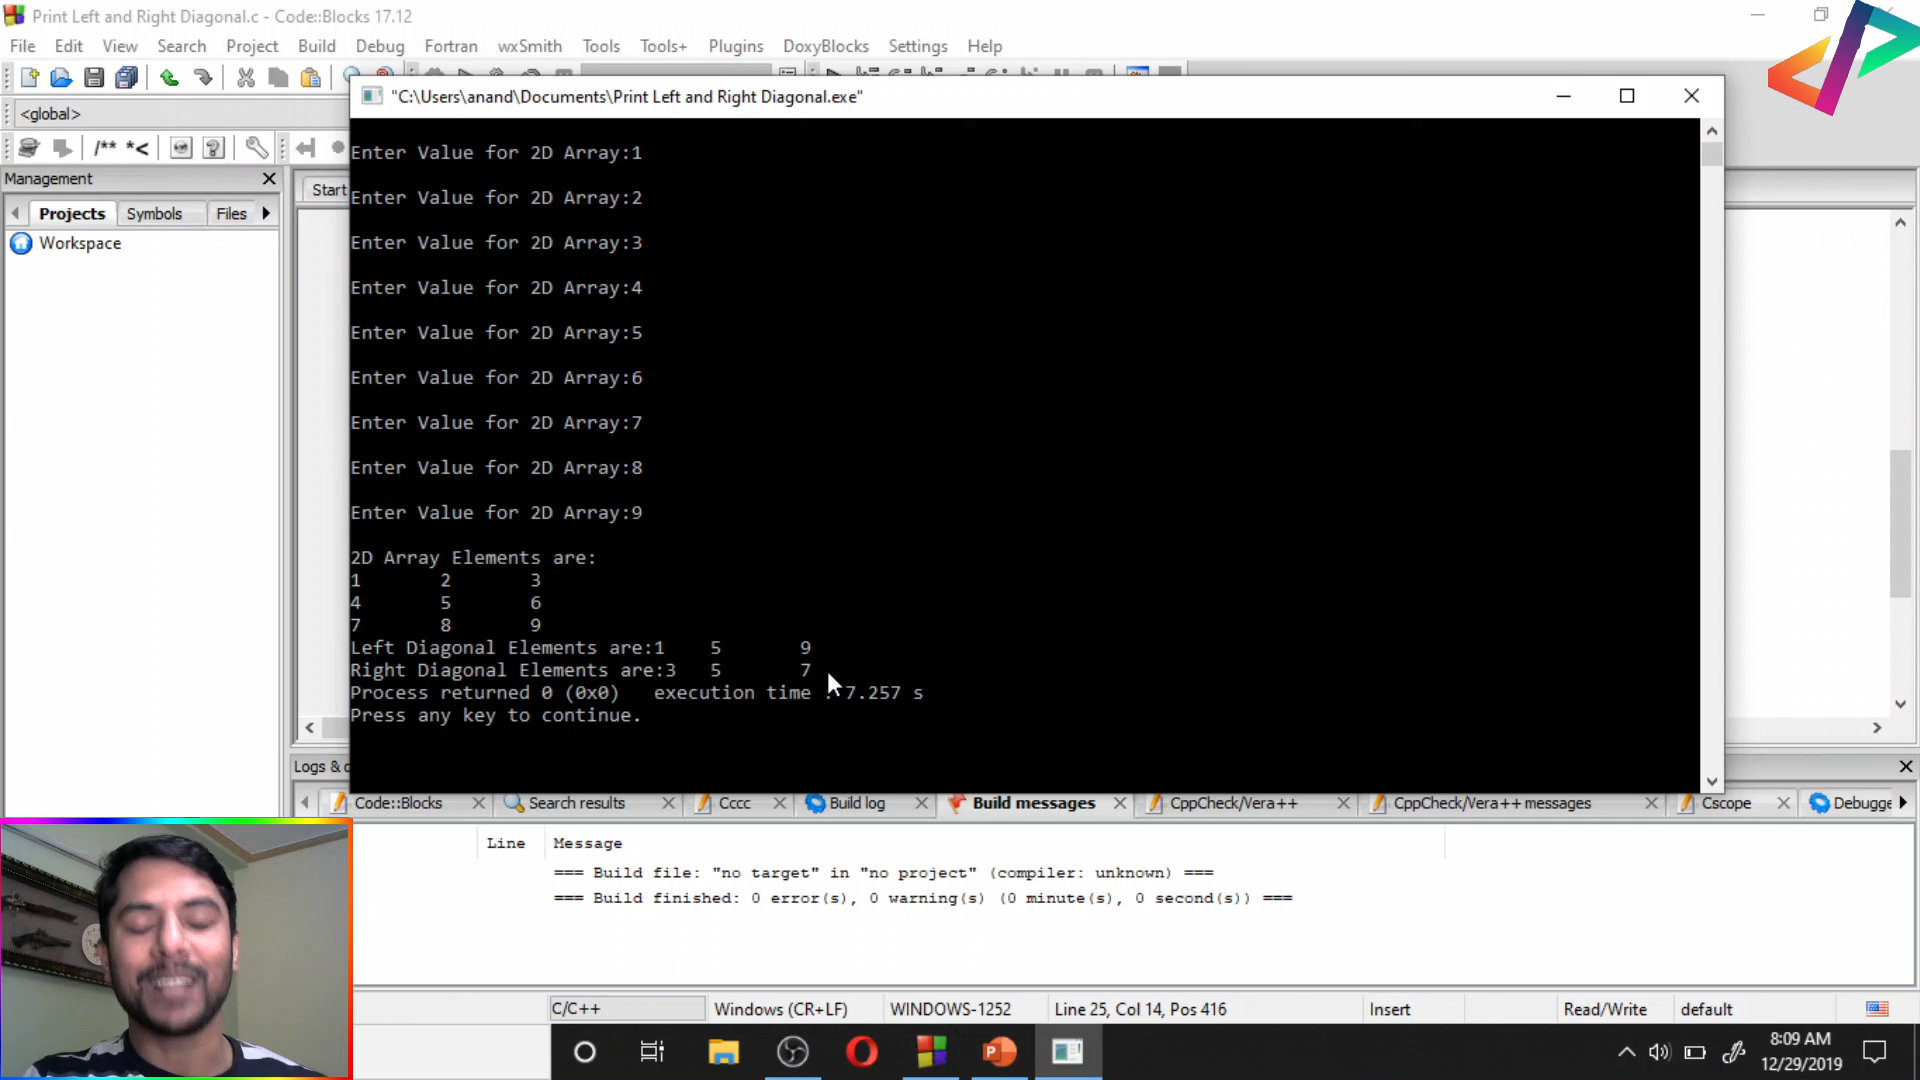 Print Left and Right Diagonal.c - Code::Blocks 17.12
File Edit View Search Project Build Debug Fortran wxSmith Tools Tools+ Plugins DoxyBlocks Settings Help
<global>
"C:\Users\anand\Documents\Print Left and Right Diagonal.exe"
/** *<
Management
Projects Symbols Files
Workspace
Start
Enter Value for 2D Array:1
Enter Value for 2D Array:2
Enter Value for 2D Array:3
Enter Value for 2D Array:4
Enter Value for 2D Array:5
Enter Value for 2D Array:6
Enter Value for 2D Array:7
Enter Value for 2D Array:8
Enter Value for 2D Array:9
2D Array Elements are:
1 2 3
4 5 6
7 8 9
Left Diagonal Elements are:1 5 9
Right Diagonal Elements are:3 5 7
Process returned 0 (0x0) execution time : 7.257 s
Press any key to continue.
Logs &
Code::Blocks Search results Cccc Build log Build messages CppCheck/Vera++ CppCheck/Vera++ messages Cscope Debugge
Line Message
=== Build file: "no target" in "no project" (compiler: unknown) ===
=== Build finished: 0 error(s), 0 warning(s) (0 minute(s), 0 second(s)) ===
C/C++ Windows (CR+LF) WINDOWS-1252 Line 25, Col 14, Pos 416 Insert Read/Write default
8:09 AM
12/29/2019